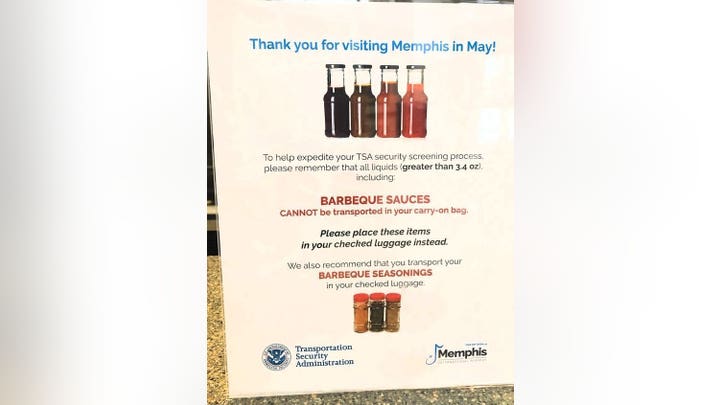 Thank you for visiting Memphis in May!
To help expedite your TSA security screening process,
please remember that all liquids (greater than 3.4 oz),
including:
BARBEQUE SAUCES
CANNOT be transported in your carry-on bag.
Please place these items
in your checked luggage instead.
We also recommend that you transport your
BARBEQUE SEASONINGS
in your checked luggage.
Transportation
Security
Administration
Memphis